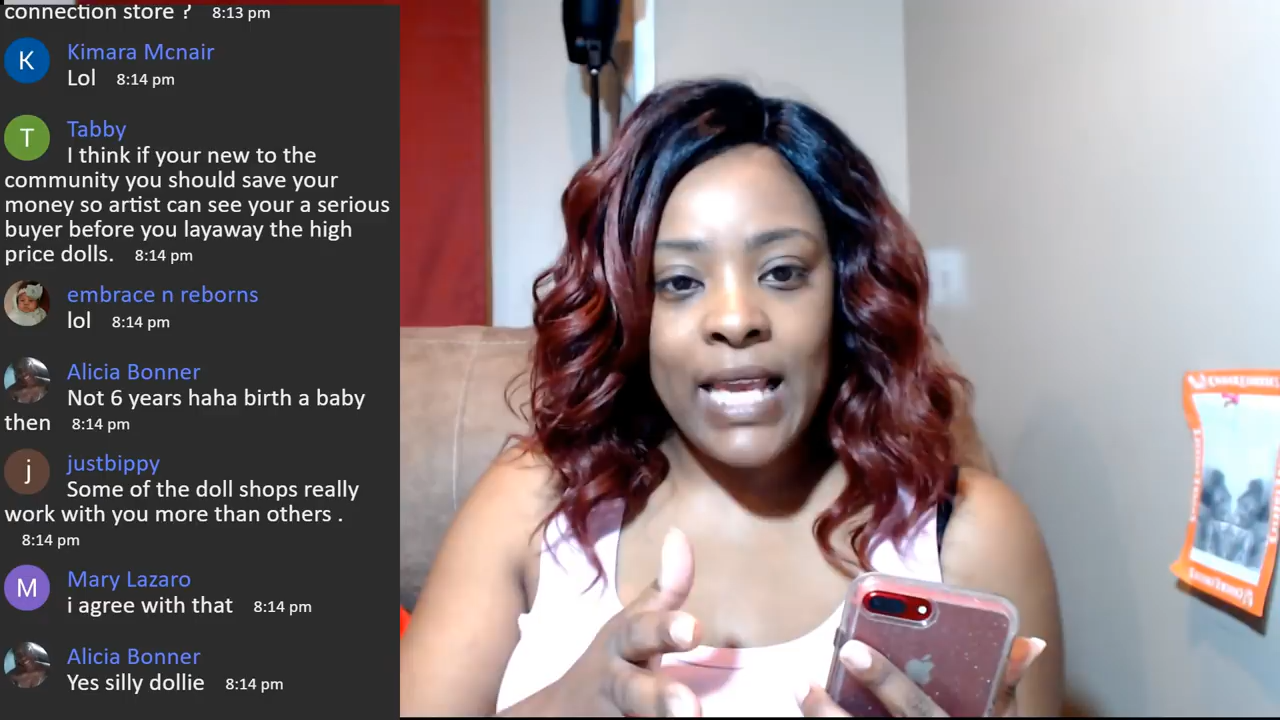 connection store ? 8:13 pm
K
Kimara Mcnair
Lol 8:14 pm
T
Tabby
I think if your new to the
community you should save your
money so artist can see your a serious
buyer before you layaway the high
price dolls. 8:14 pm
embrace n reborns
lol 8:14 pm
Alicia Bonner
Not 6 years haha birth a baby
then 8:14 pm
j
justbippy
Some of the doll shops really
work with you more than others .
8:14 pm
M
Mary Lazaro
i agree with that 8:14 pm
Alicia Bonner
Yes silly dollie 8:14 pm